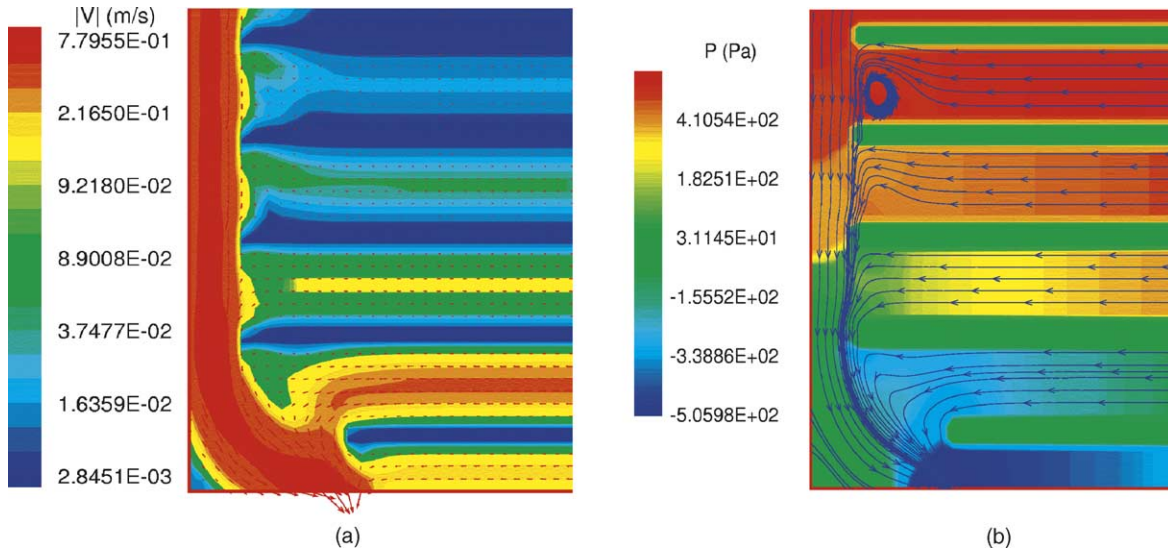 |V| (m/s)
7.7955E-01
2.1650E-01
9.2180E-02
8.9008E-02
3.7477E-02
1.6359E-02
2.8451E-03
(a)
P (Pa)
4.1054E+02
1.8251E+02
3.1145E+01
-1.5552E+02
-3.3886E+02
-5.0598E+02
(b)